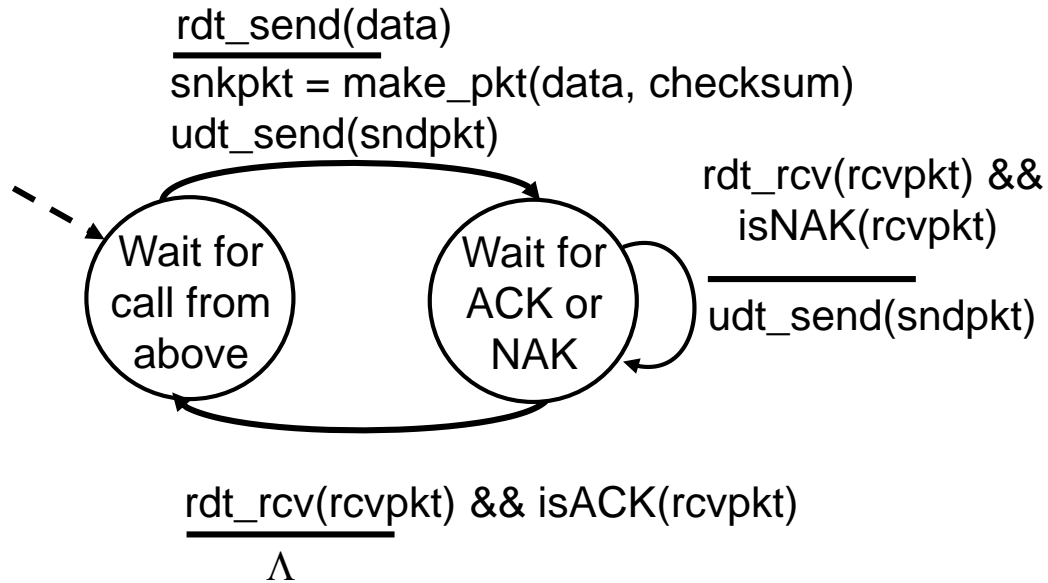 rdt_send(data)
snkpkt = make_pkt(data, checksum)
udt_send(sndpkt)
rdt_rcv(rcvpkt) &&
isNAK(rcvpkt)
udt_send(sndpkt)
Wait for
call from
above
Wait for
ACK or
NAK
rdt_rcv(rcvpkt) && isACK(rcvpkt)
Λ